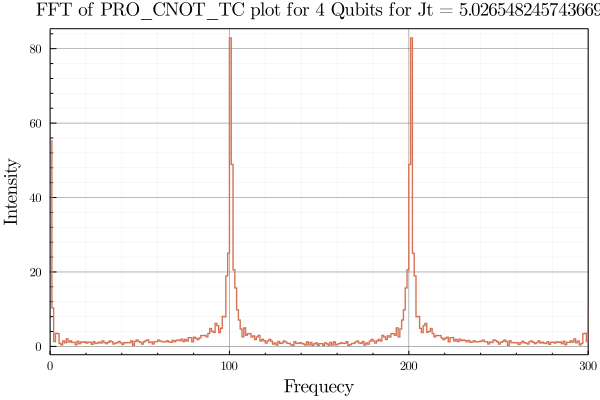 FFT of PRO_CNOT_TC plot for 4 Qubits for Jt = 5.026548245743669
80
60
40
20
0
Intensity
0 100 200 300
Frequecy